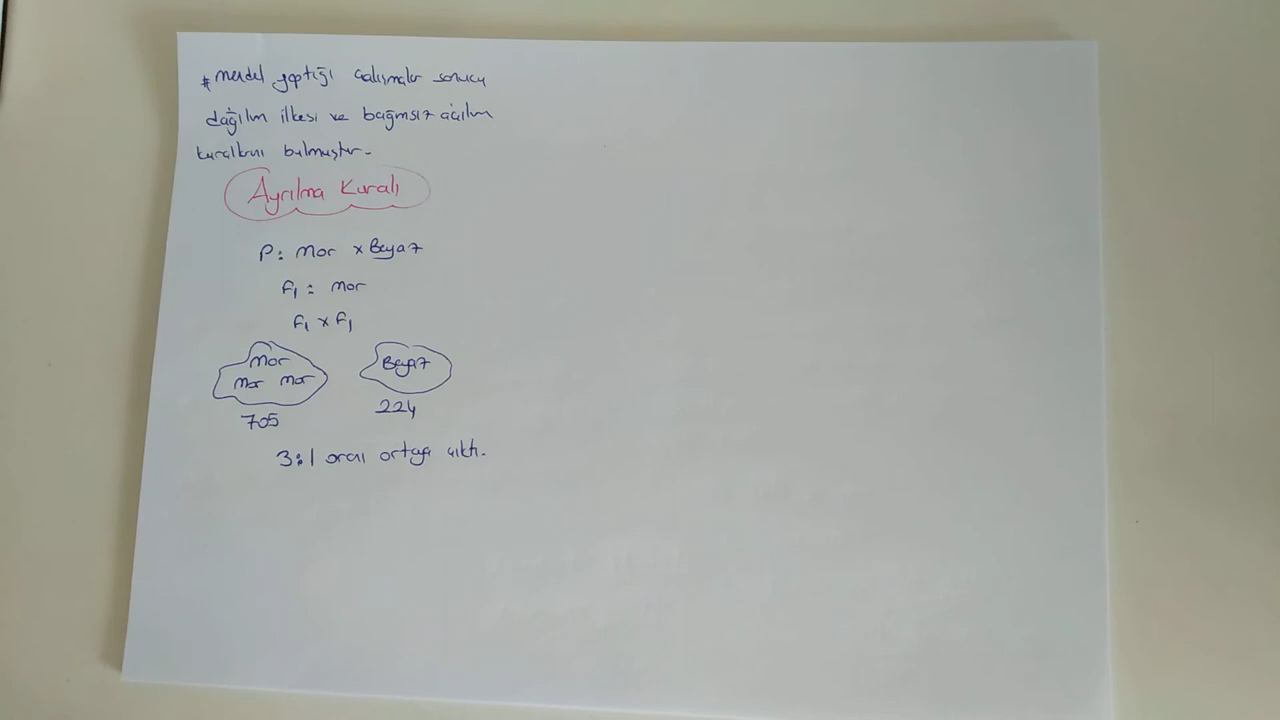 # mendel yaptığı çalışmalar sonucu
dağılım ilkesi ve bağımsız açılım
kurallarını bulmuştur.
Ayrılma Kuralı
P: Mor x Beyaz
F1 : Mor
F1 x F1
Mor Beyaz
Mor Mor
705 224
3:1 oranı ortaya çıktı.